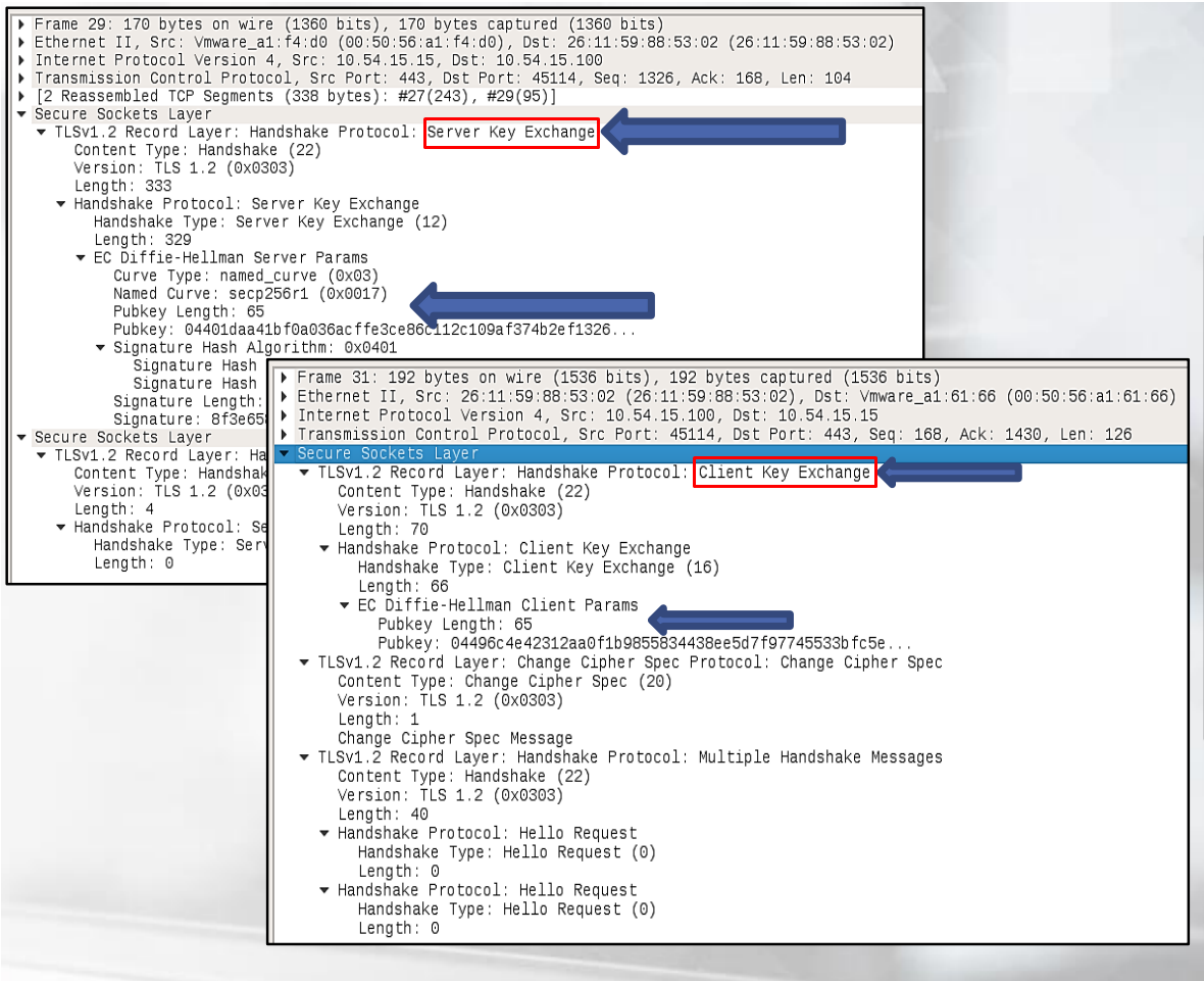 Frame 29: 170 bytes on wire (1360 bits), 170 bytes captured (1360 bits)
Ethernet II, Src: Vmware_a1:f4:d0 (00:50:56:a1:f4:d0), Dst: 26:11:59:88:53:02 (26:11:59:88:53:02)
Internet Protocol Version 4, Src: 10.54.15.15, Dst: 10.54.15.100
Transmission Control Protocol, Src Port: 443, Dst Port: 45114, Seq: 1326, Ack: 168, Len: 104
[2 Reassembled TCP Segments (338 bytes): #27(243), #29(95)]
Secure Sockets Layer
TLSv1.2 Record Layer: Handshake Protocol: Server Key Exchange
Content Type: Handshake (22)
Version: TLS 1.2 (0x0303)
Length: 333
Handshake Protocol: Server Key Exchange
Handshake Type: Server Key Exchange (12)
Length: 329
EC Diffie-Hellman Server Params
Curve Type: named_curve (0x03)
Named Curve: secp256r1 (0x0017)
Pubkey Length: 65
Pubkey: 04401daa41bf0a036acffe3ce86c112c109af374b2ef1326...
Signature Hash Algorithm: 0x0401
Signature Hash
Signature Hash
Signature Length:
Signature: 8f3e65
Secure Sockets Layer
TLSv1.2 Record Layer: Ha
Content Type: Handshak
Version: TLS 1.2 (0x03
Length: 4
Handshake Protocol: Se
Handshake Type: Serv
Length: 0
Frame 31: 192 bytes on wire (1536 bits), 192 bytes captured (1536 bits)
Ethernet II, Src: 26:11:59:88:53:02 (26:11:59:88:53:02), Dst: Vmware_a1:61:66 (00:50:56:a1:61:66)
Internet Protocol Version 4, Src: 10.54.15.100, Dst: 10.54.15.15
Transmission Control Protocol, Src Port: 45114, Dst Port: 443, Seq: 168, Ack: 1430, Len: 126
Secure Sockets Layer
TLSv1.2 Record Layer: Handshake Protocol: Client Key Exchange
Content Type: Handshake (22)
Version: TLS 1.2 (0x0303)
Length: 70
Handshake Protocol: Client Key Exchange
Handshake Type: Client Key Exchange (16)
Length: 66
EC Diffie-Hellman Client Params
Pubkey Length: 65
Pubkey: 04496c4e42312aa0f1b9855834438ee5d7f97745533bfc5e...
TLSv1.2 Record Layer: Change Cipher Spec Protocol: Change Cipher Spec
Content Type: Change Cipher Spec (20)
Version: TLS 1.2 (0x0303)
Length: 1
Change Cipher Spec Message
TLSv1.2 Record Layer: Handshake Protocol: Multiple Handshake Messages
Content Type: Handshake (22)
Version: TLS 1.2 (0x0303)
Length: 40
Handshake Protocol: Hello Request
Handshake Type: Hello Request (0)
Length: 0
Handshake Protocol: Hello Request
Handshake Type: Hello Request (0)
Length: 0